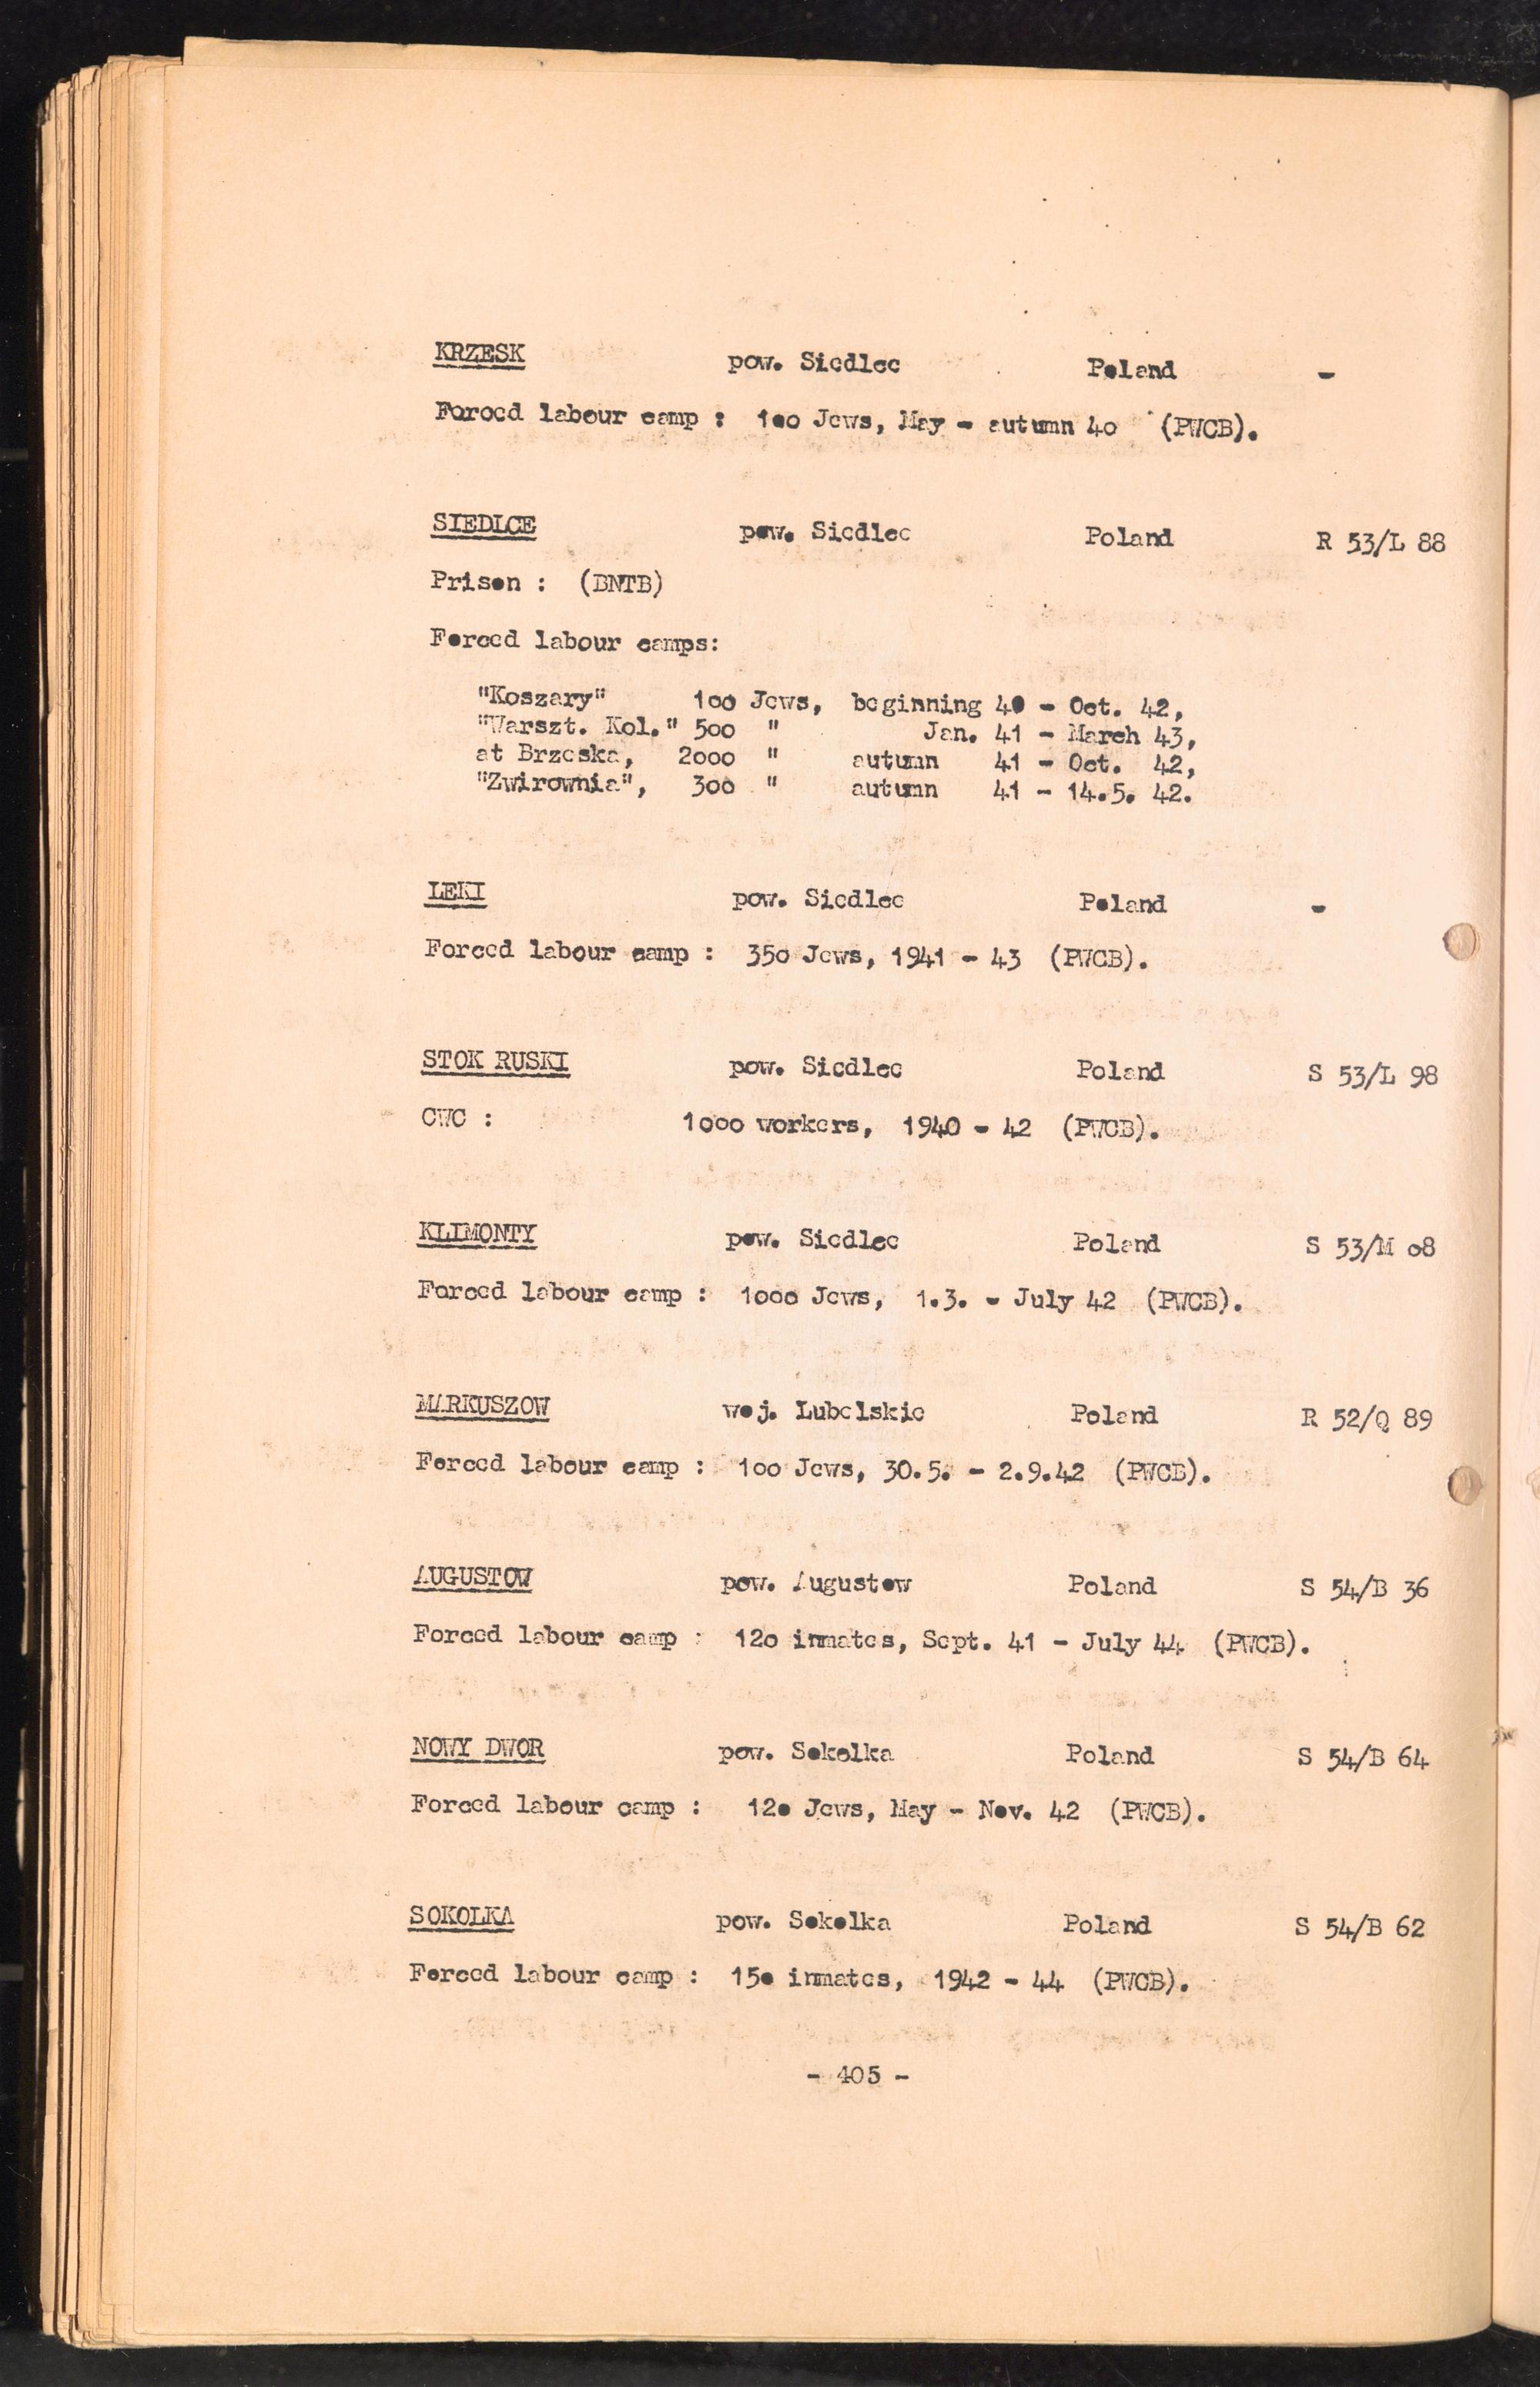 KRZESK pow. Siedlec Poland -
Forced labour camp : 100 Jews, May - autumn 40 (PWCB).
SIEDLCE pow. Siedlec Poland R 53/L 88
Prison : (BNTB)
Forced labour camps:
"Koszary" 100 Jews, beginning 40 - Oct. 42,
"Warszt. Kol." 500 " Jan. 41 - March 43,
at Brzeska, 2000 " autumn 41 - Oct. 42,
"Zwirownia", 300 " autumn 41 - 14.5. 42.
LEKI pow. Siedlec Poland -
Forced labour camp : 350 Jews, 1941 - 43 (PWCB).
STOK RUSKI pow. Siedlec Poland S 53/L 98
CWC : 1000 workers, 1940 - 42 (PWCB).
KLIMONTY pow. Siedlec Poland S 53/M 08
Forced labour camp : 1000 Jews, 1.3. - July 42 (PWCB).
MARKUSZOW woj. Lubelskie Poland R 52/Q 89
Forced labour camp : 100 Jews, 30.5. - 2.9.42 (PWCB).
AUGUSTOW pow. Augustow Poland S 54/B 36
Forced labour camp : 120 inmates, Sept. 41 - July 44 (PWCB).
NOWY DWOR pow. Sokolka Poland S 54/B 64
Forced labour camp : 120 Jews, May - Nov. 42 (PWCB).
SOKOLKA pow. Sokolka Poland S 54/B 62
Forced labour camp : 150 inmates, 1942 - 44 (PWCB).
- 405 -